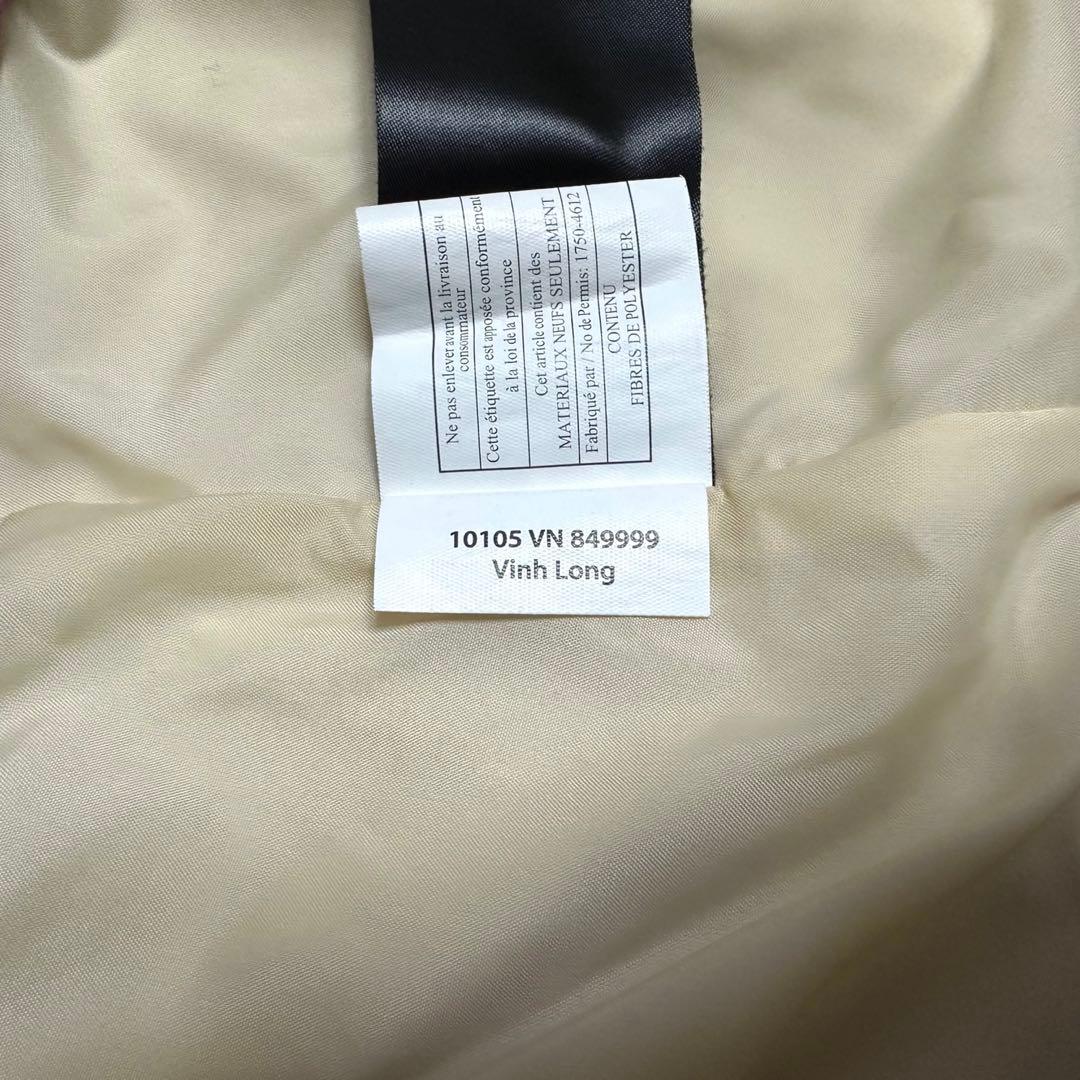 Ne pas enlever avant la livraison au
consommateur
Cette étiquette est apposée conformément
à la loi de la province
Cet article contient des
MATERIAUX NEUFS SEULEMENT
Fabriqué par / No de Permis: 1750-4612
CONTENU
FIBRES DE POLYESTER
10105 VN 849999
Vinh Long